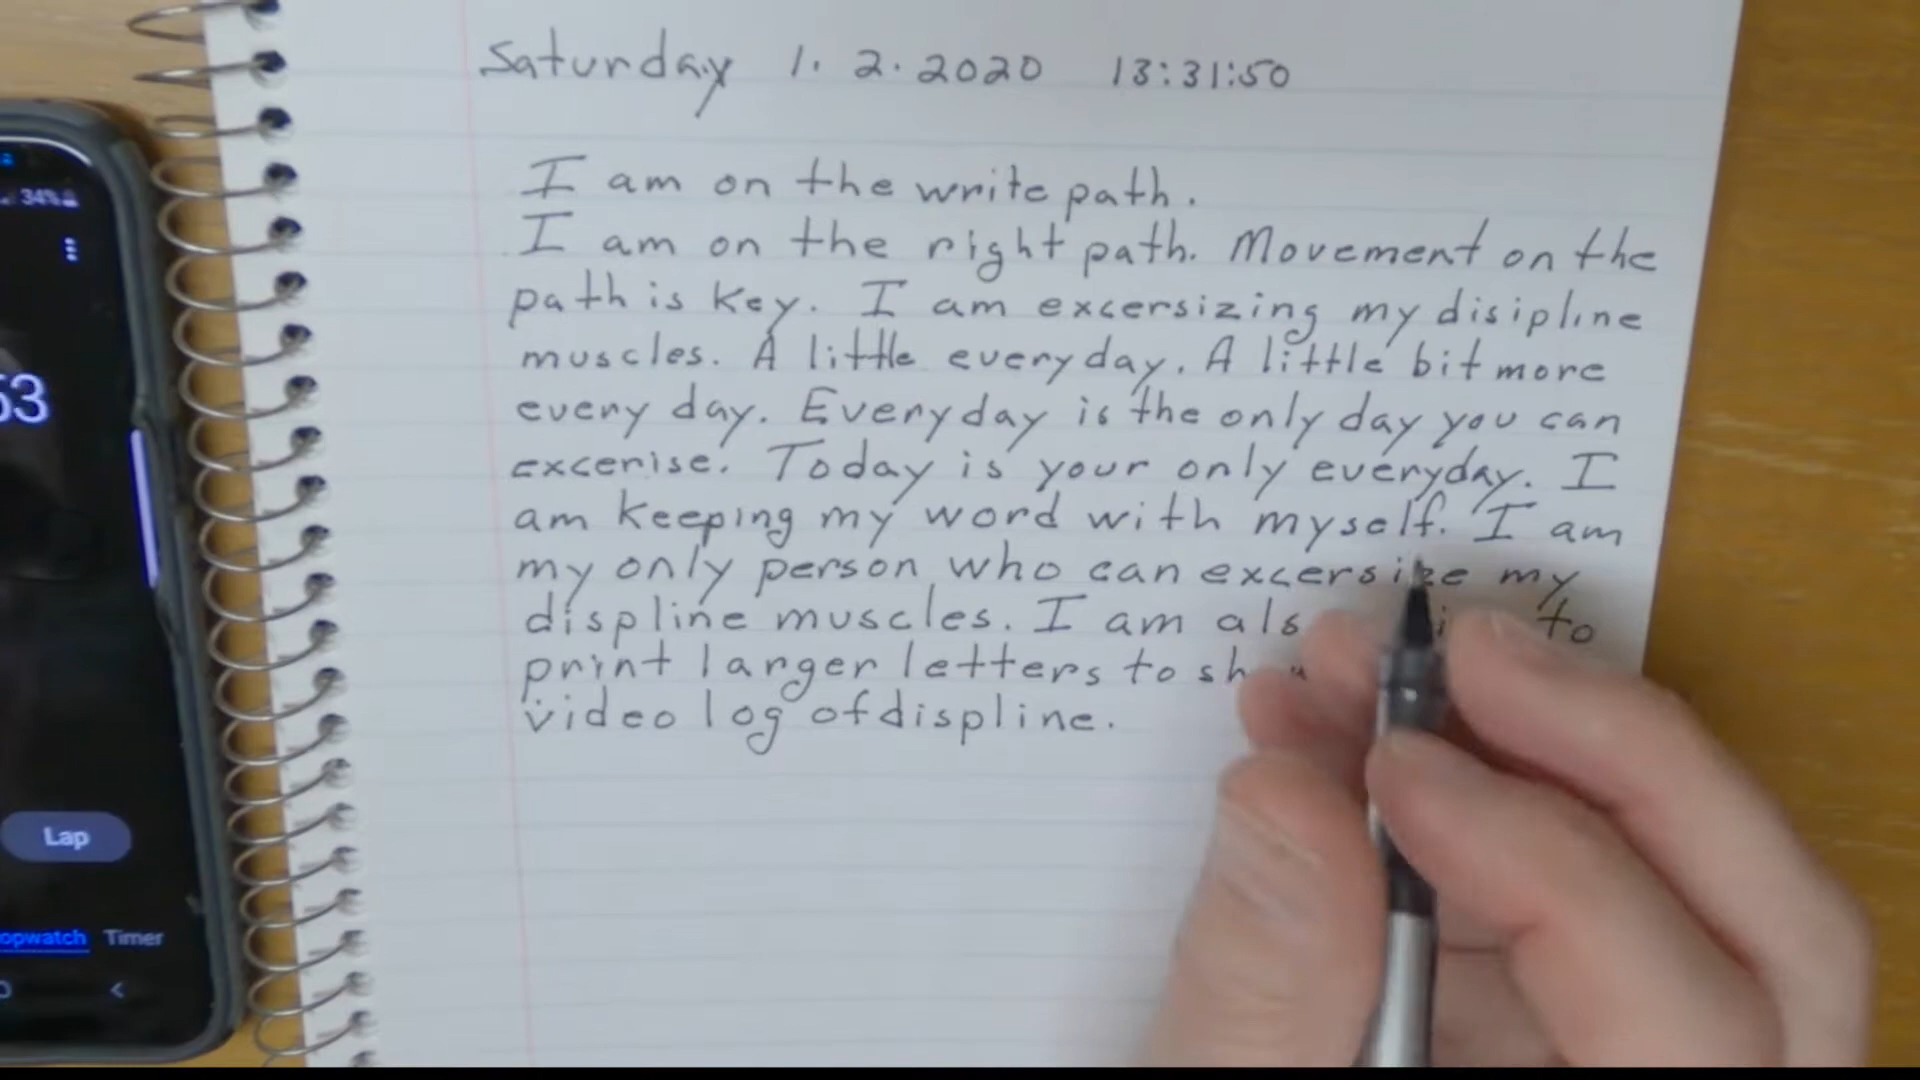 Saturday 1. 2. 2020 13:31:50
I am on the write path.
I am on the right path. Movement on the
path is key. I am excersizing my disipline
muscles. A little everyday. A little bit more
every day. Everyday is the only day you can
excerise. Today is your only everyday. I
am keeping my word with myself. I am
my only person who can excersize my
displine muscles. I am to
print larger letters to
video log of displine.
34%
53
Lap
opwatch Timer